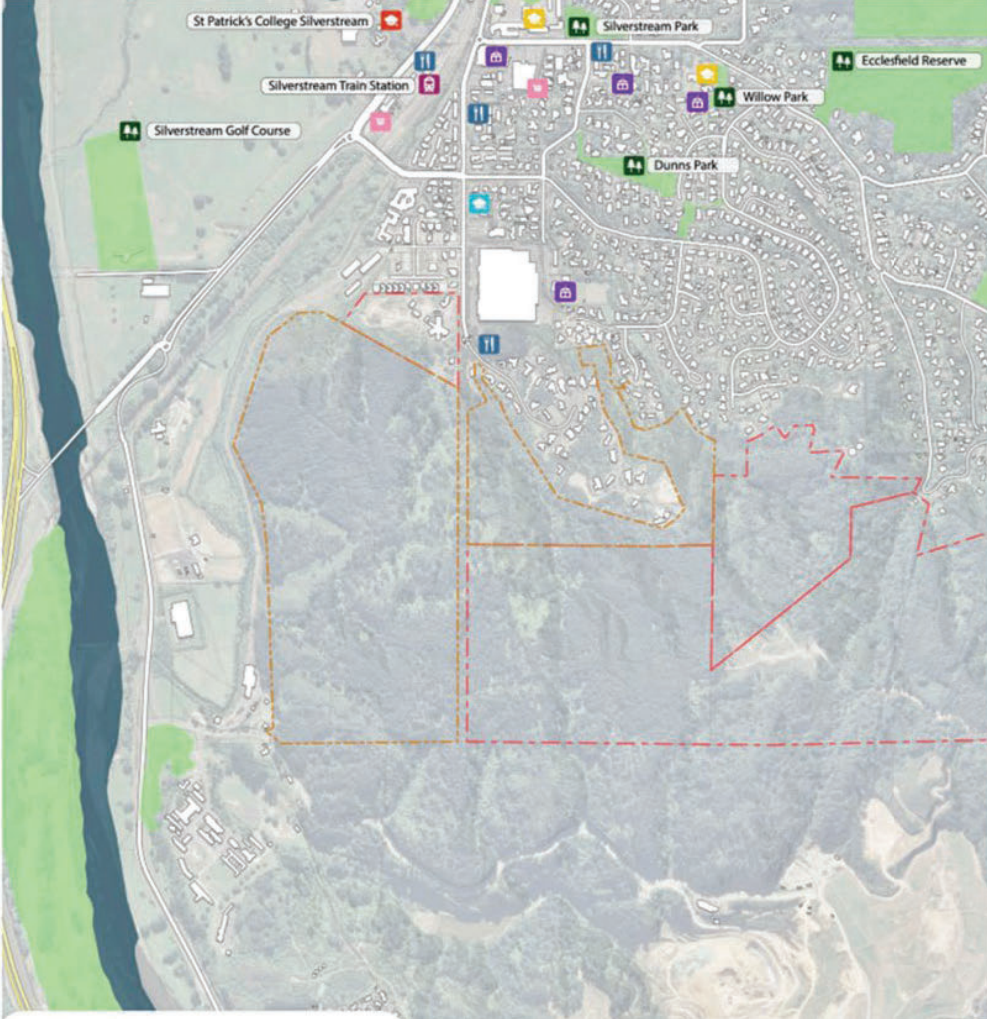 St Patrick's College Silverstream
Silverstream Park
Ecclesfield Reserve
Silverstream Train Station
Willow Park
Silverstream Golf Course
Dunns Park